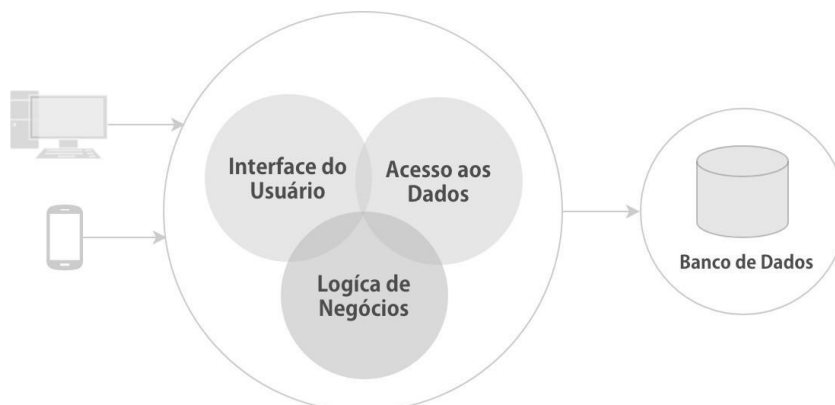 Interface do
Usuário
Acesso aos
Dados
Logíca de
Negócios
Banco de Dados